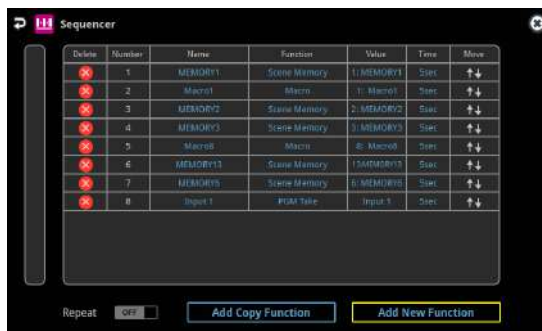 Sequencer
Delete Number Name Function Value Time Move
1 MEMORY1 Scene Memory 1: MEMORY1 5sec
2 Macro1 Macro 1: Macro1 5sec
3 MEMORY2 Scene Memory 2: MEMORY2 5sec
4 MEMORY3 Scene Memory 3: MEMORY3 5sec
5 Macro8 Macro 8: Macro8 5sec
6 MEMORY13 Scene Memory 13:MEMORY13 5sec
7 MEMORY6 Scene Memory 6: MEMORY6 5sec
8 Input 1 PGM Take Input 1 5sec
Repeat OFF Add Copy Function Add New Function